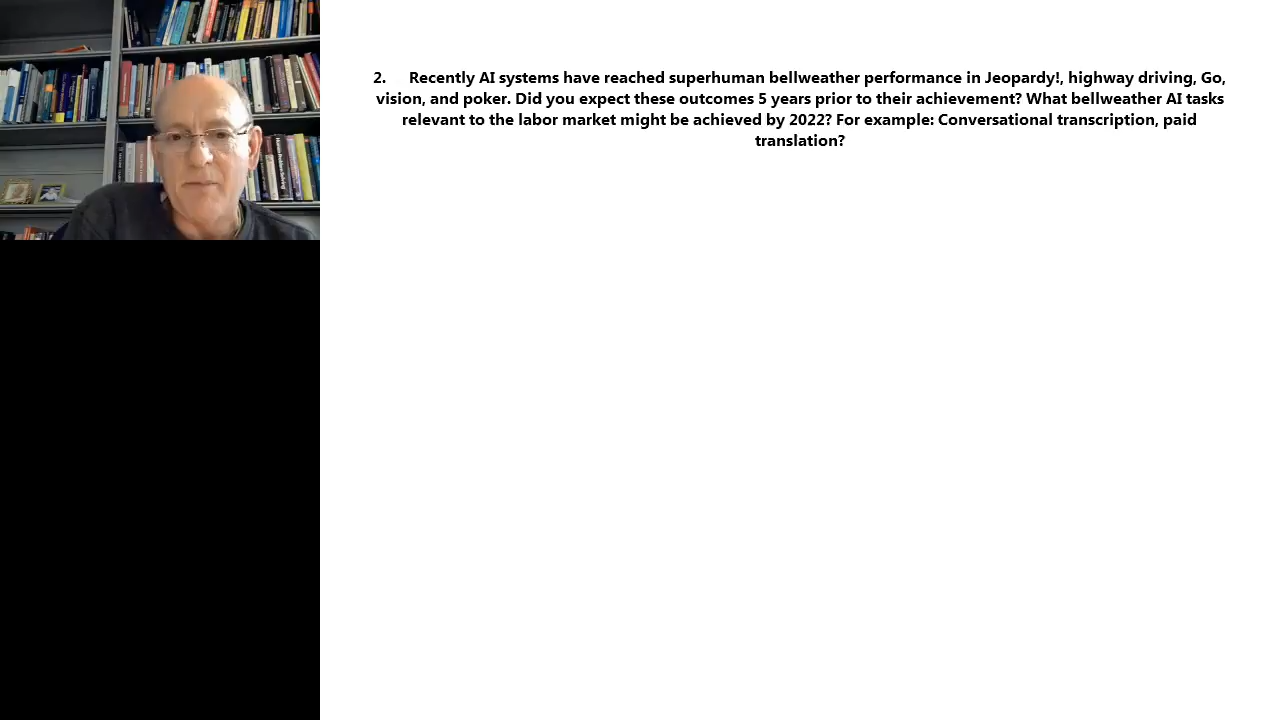 2. Recently AI systems have reached superhuman bellweather performance in Jeopardy!, highway driving, Go,
vision, and poker. Did you expect these outcomes 5 years prior to their achievement? What bellweather AI tasks
relevant to the labor market might be achieved by 2022? For example: Conversational transcription, paid
translation?